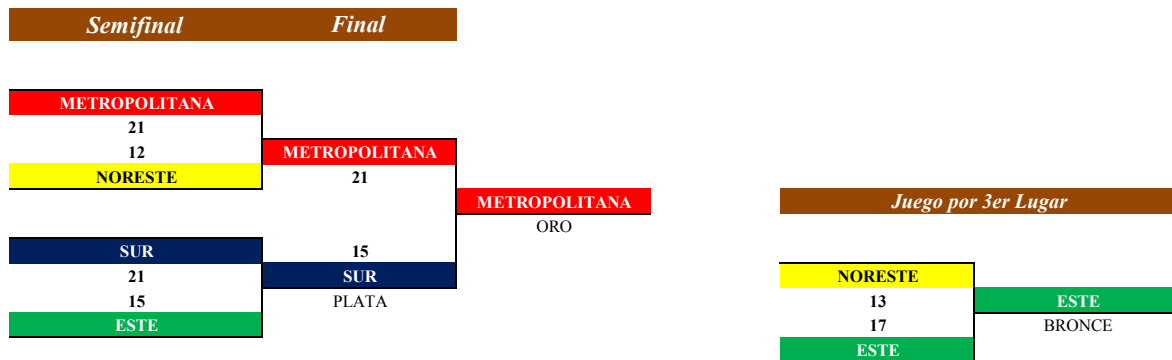 Semifinal Final
METROPOLITANA
21
12 METROPOLITANA
NORESTE 21
METROPOLITANA
ORO
SUR 15
21 SUR
15 PLATA
ESTE
Juego por 3er Lugar
NORESTE
13 ESTE
17 BRONCE
ESTE